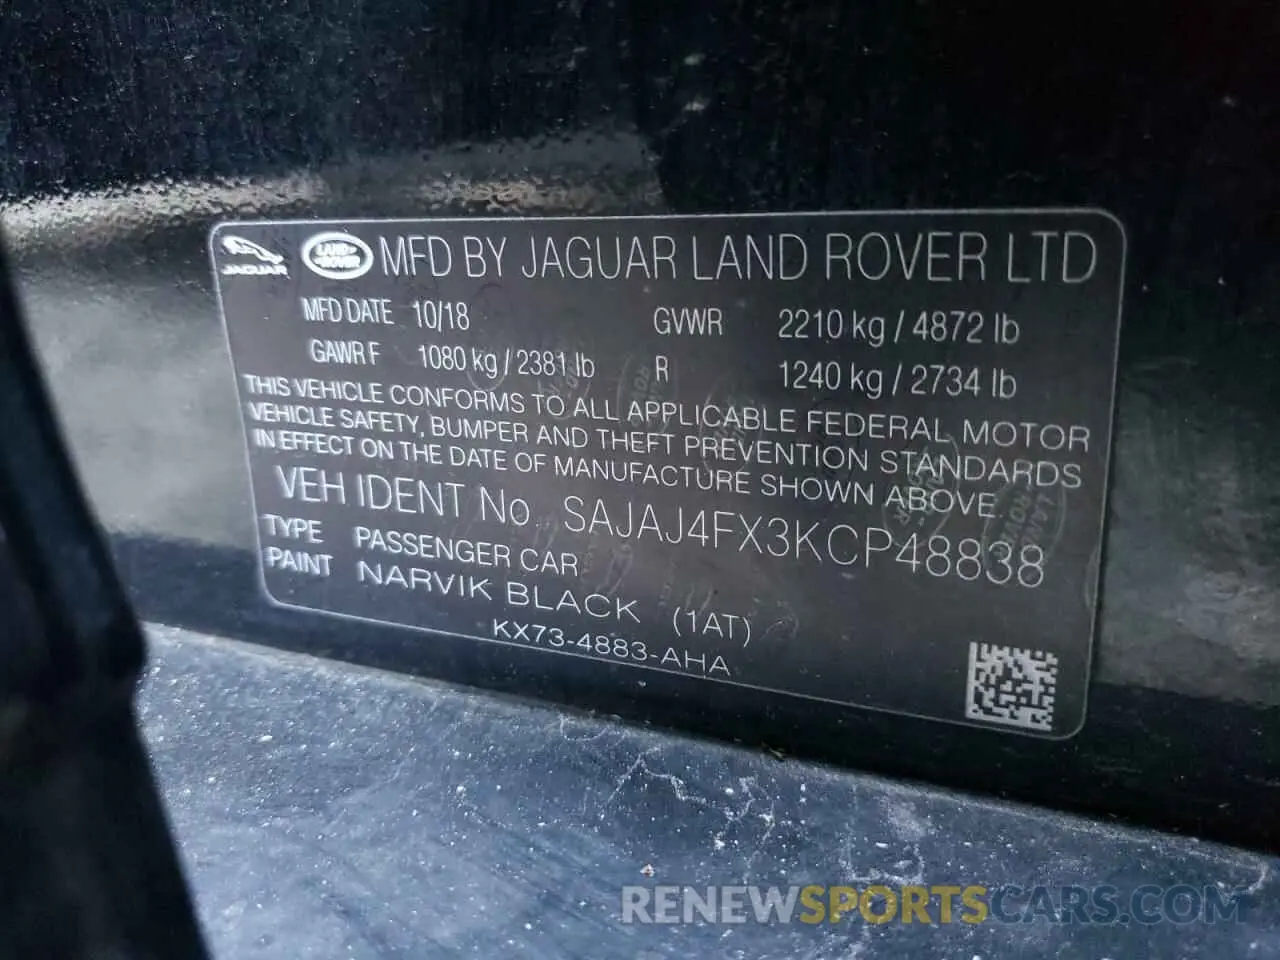 JAGUAR LAND ROVER MFD BY JAGUAR LAND ROVER LTD
MFD DATE 10/18 GVWR 2210 kg / 4872 lb
GAWR F 1080 kg / 2381 lb R 1240 kg / 2734 lb
THIS VEHICLE CONFORMS TO ALL APPLICABLE FEDERAL MOTOR
VEHICLE SAFETY, BUMPER AND THEFT PREVENTION STANDARDS
IN EFFECT ON THE DATE OF MANUFACTURE SHOWN ABOVE.
VEH IDENT No. SAJAJ4FX3KCP48838
TYPE PASSENGER CAR
PAINT NARVIK BLACK (1AT)
KX73-4883-AHA
RENEWSPORTSCARS.COM